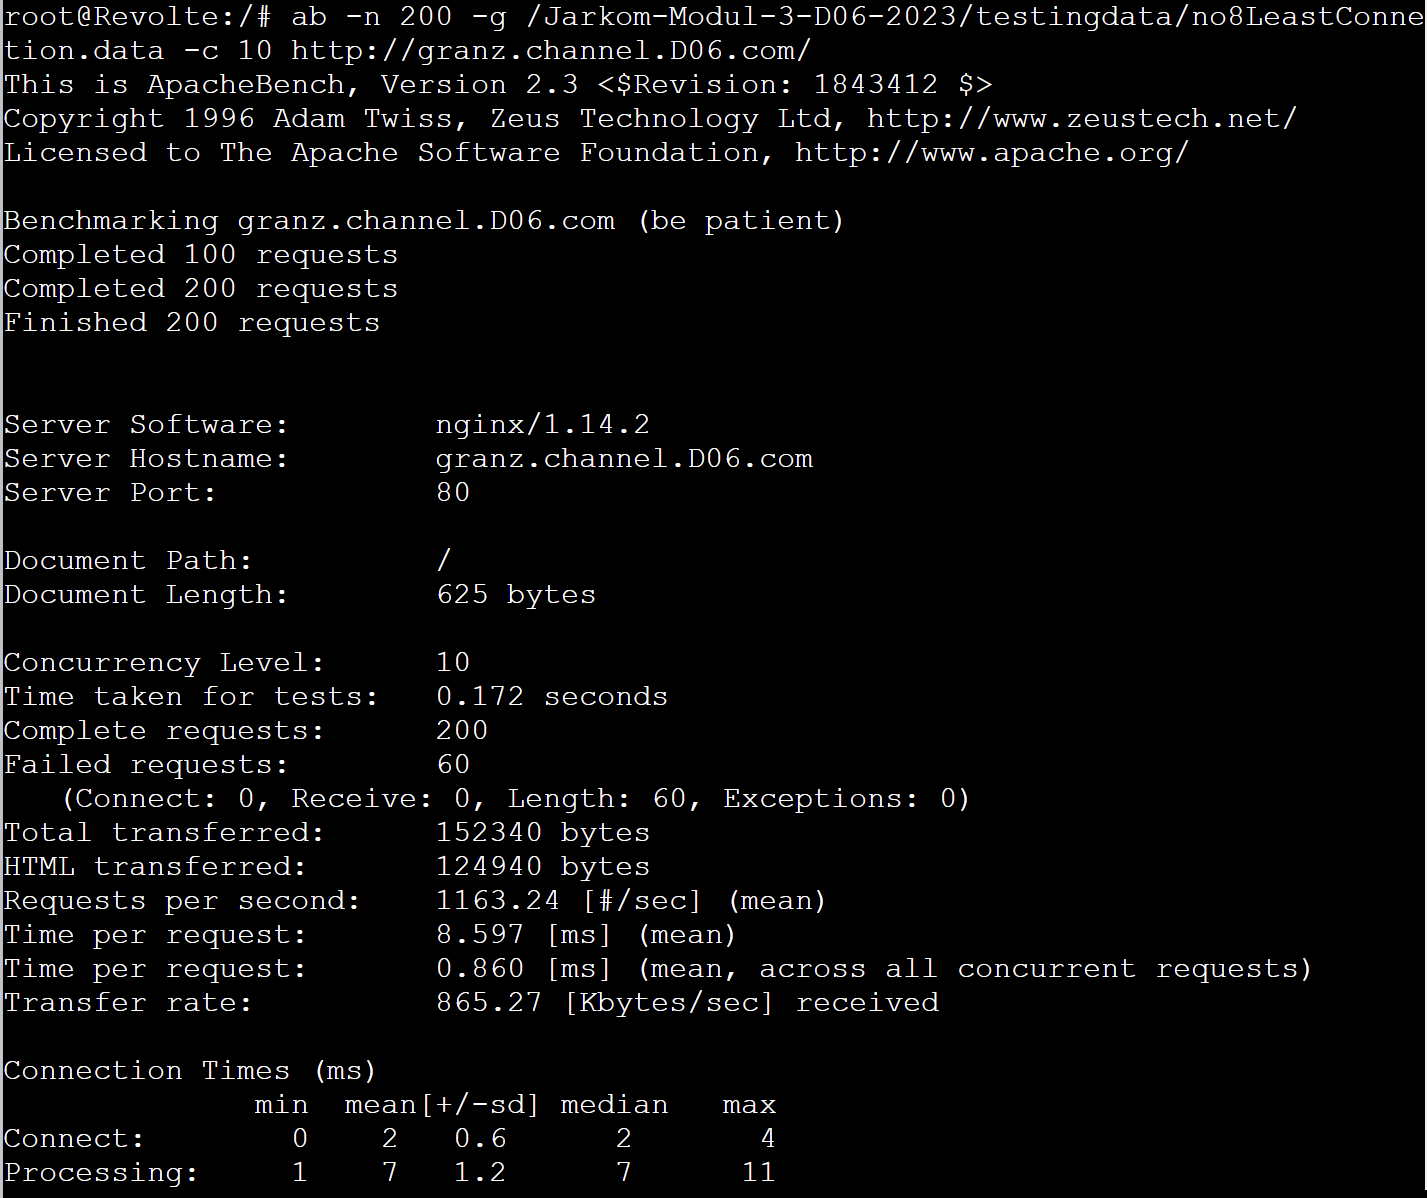 root@Revolte:/# ab -n 200 -g /Jarkom-Modul-3-D06-2023/testingdata/no8LeastConne
tion.data -c 10 http://granz.channel.D06.com/
This is ApacheBench, Version 2.3 <$Revision: 1843412 $>
Copyright 1996 Adam Twiss, Zeus Technology Ltd, http://www.zeustech.net/
Licensed to The Apache Software Foundation, http://www.apache.org/

Benchmarking granz.channel.D06.com (be patient)
Completed 100 requests
Completed 200 requests
Finished 200 requests


Server Software:        nginx/1.14.2
Server Hostname:        granz.channel.D06.com
Server Port:            80

Document Path:          /
Document Length:        625 bytes

Concurrency Level:      10
Time taken for tests:   0.172 seconds
Complete requests:      200
Failed requests:        60
   (Connect: 0, Receive: 0, Length: 60, Exceptions: 0)
Total transferred:      152340 bytes
HTML transferred:       124940 bytes
Requests per second:    1163.24 [#/sec] (mean)
Time per request:       8.597 [ms] (mean)
Time per request:       0.860 [ms] (mean, across all concurrent requests)
Transfer rate:          865.27 [Kbytes/sec] received

Connection Times (ms)
              min  mean[+/-sd] median   max
Connect:        0    2   0.6      2       4
Processing:     1    7   1.2      7      11